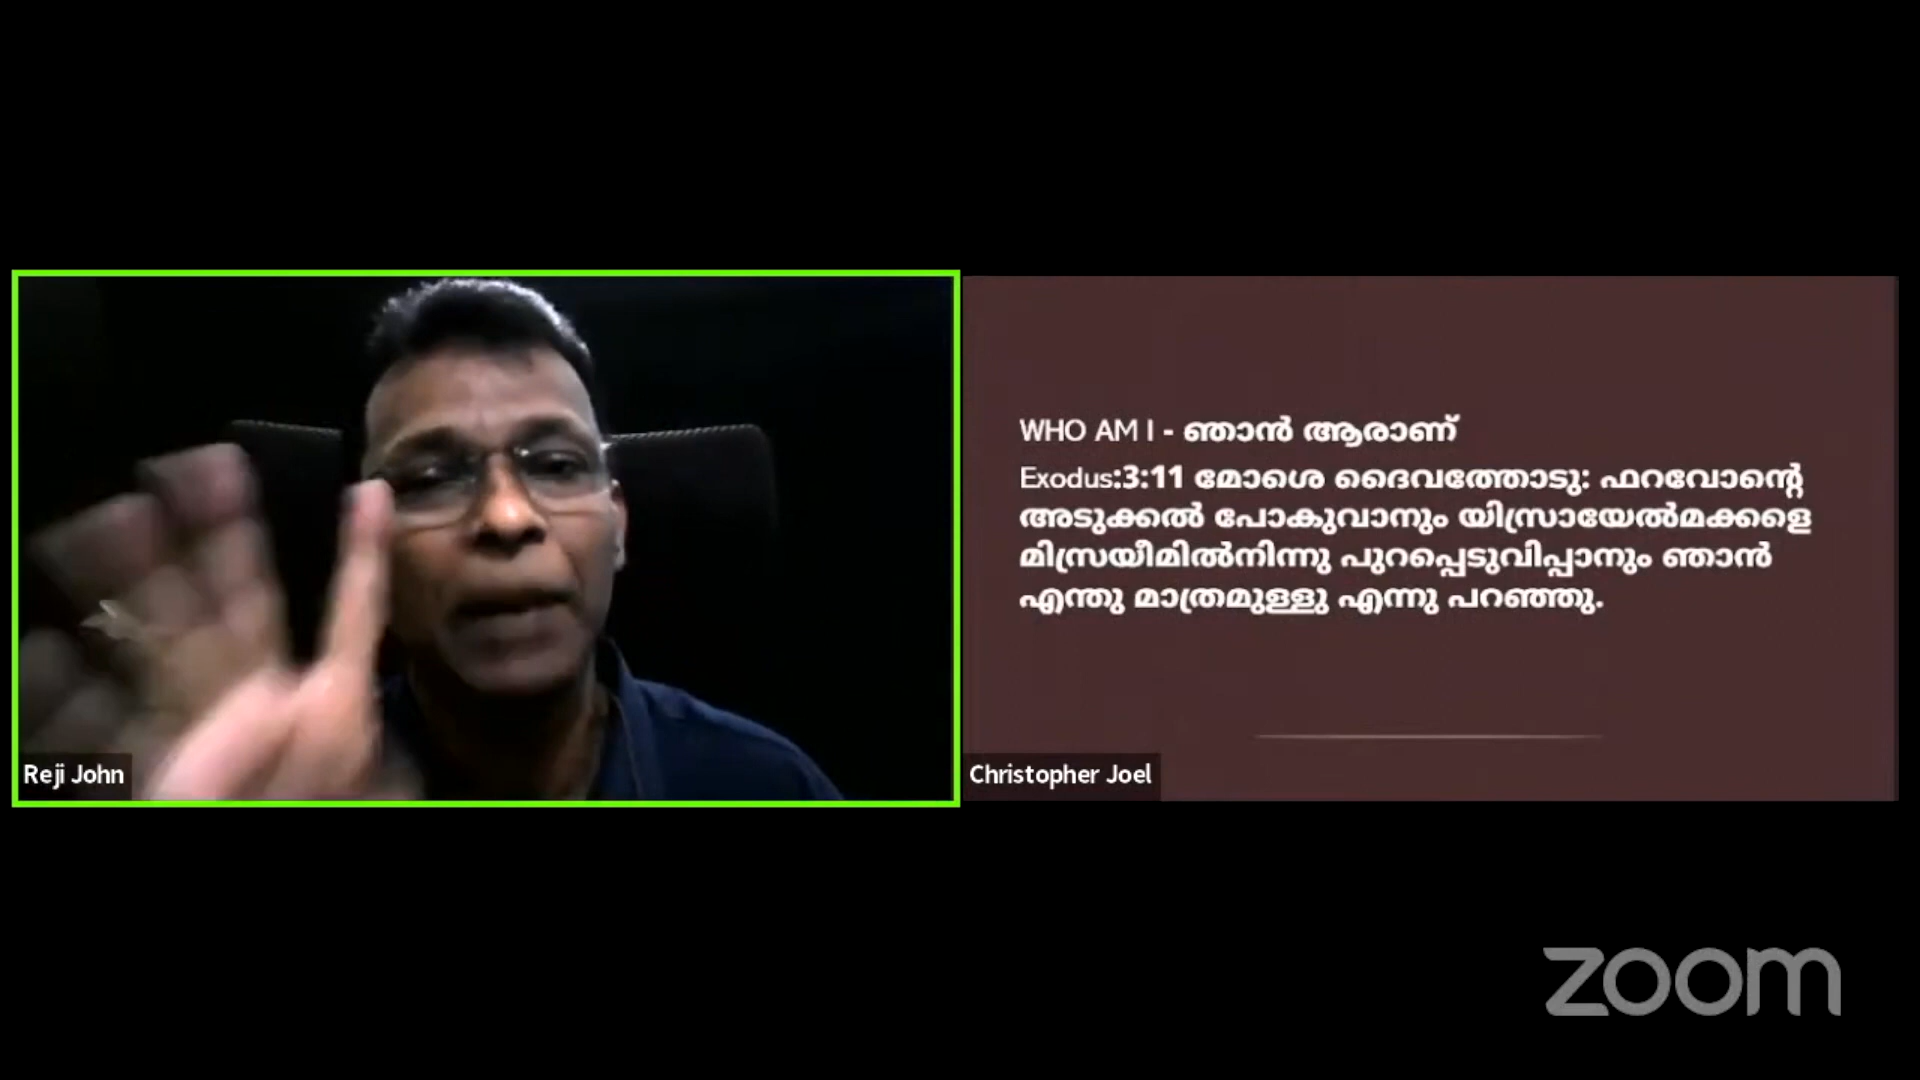 WHO AM I - ഞാൻ ആരാണ്
Exodus:3:11 മോശെ ദൈവത്തോടു: ഫറവോന്റെ
അടുക്കൽ പോകുവാനും യിസ്രായേൽമക്കളെ
മിസ്രയീമിൽനിന്നു പുറപ്പെടുവിപ്പാനും ഞാൻ
എന്തു മാത്രമുള്ളു എന്നു പറഞ്ഞു.
Reji John
Christopher Joel
zoom